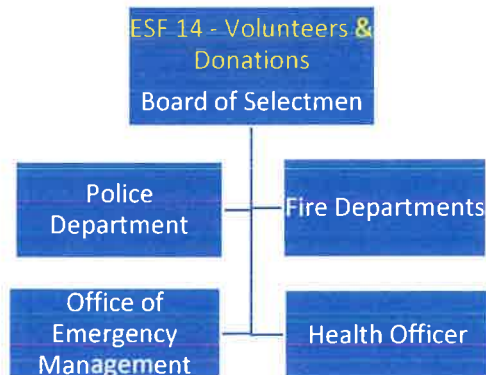 ESF 14 - Volunteers &
Donations
Board of Selectmen
Police
Department
Fire Departments
Office of
Emergency
Management
Health Officer